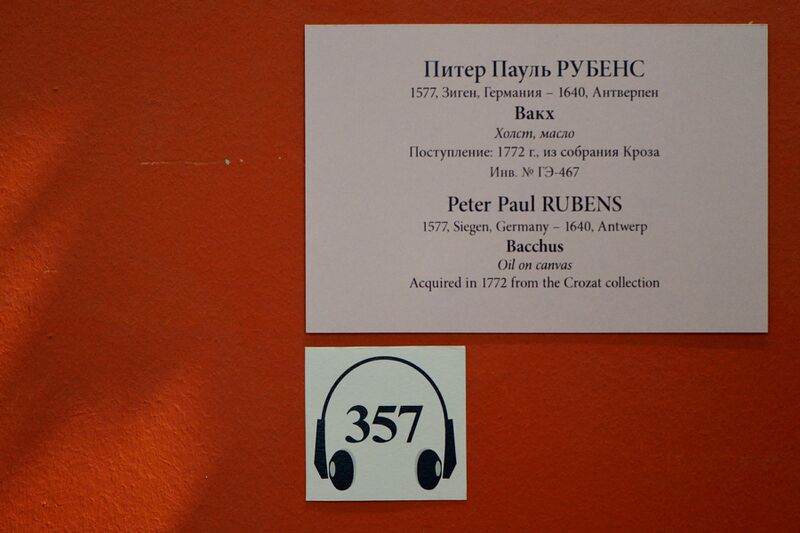 Питер Пауль РУБЕНС
1577, Зиген, Германия – 1640, Антверпен
Вакх
Холст, масло
Поступление: 1772 г., из собрания Кроза
Инв. № ГЭ-467
Peter Paul RUBENS
1577, Siegen, Germany – 1640, Antwerp
Bacchus
Oil on canvas
Acquired in 1772 from the Crozat collection
357